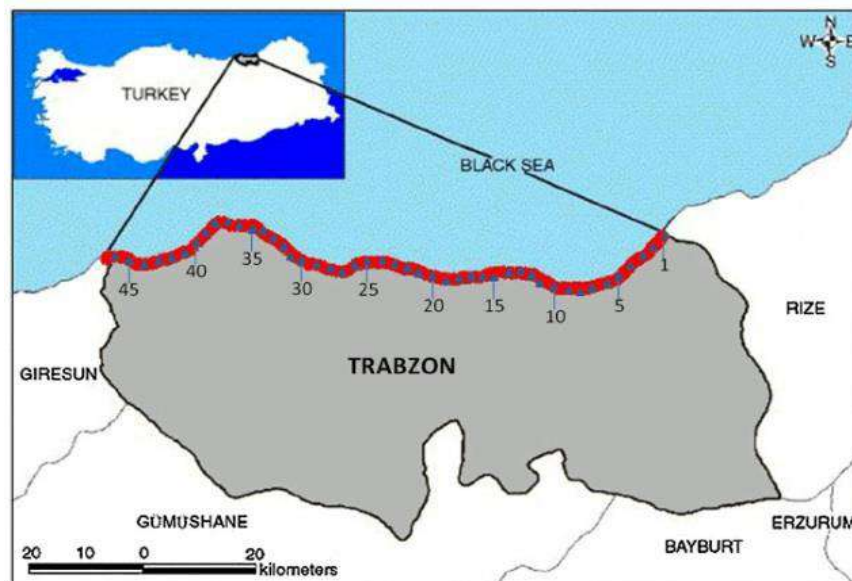 N
W E
S
TURKEY
BLACK SEA
45
40
35
30
25
20
15
10
5
1
RIZE
GIRESUN
TRABZON
GÜMÜSHANE
BAYBURT
ERZURUM
20 10 0 20
kilometers